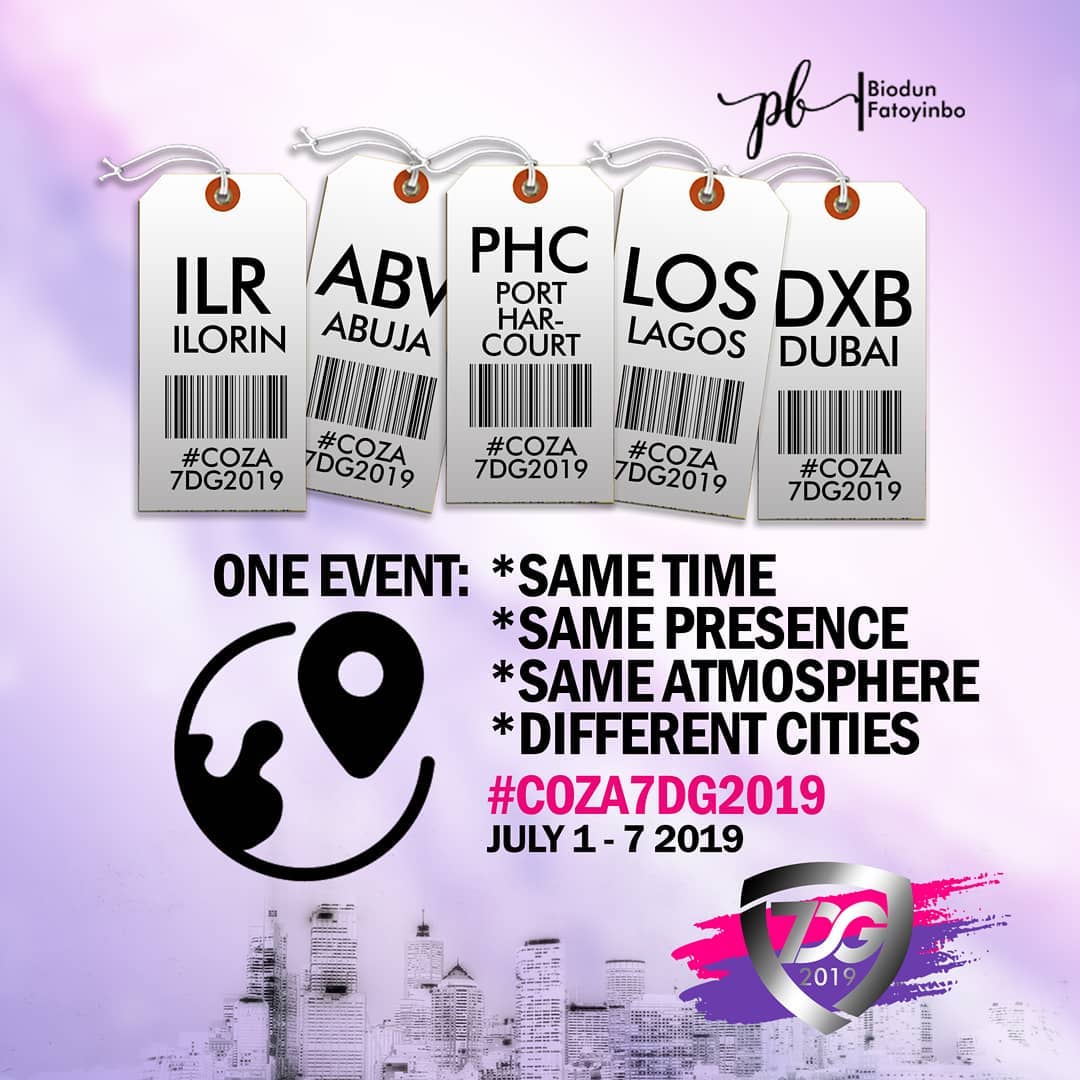 pb
Biodun
Fatoyinbo
ILR
ILORIN
#COZA
7DG2019
ABV
ABUJA
#COZA
7DG2019
PHC
PORT
HAR-
COURT
#COZA
7DG2019
LOS
LAGOS
#COZA
7DG2019
DXB
DUBAI
#COZA
7DG2019
ONE EVENT: *SAME TIME
*SAME PRESENCE
*SAME ATMOSPHERE
*DIFFERENT CITIES
#COZA7DG2019
JULY 1 - 7 2019
7DG
2019